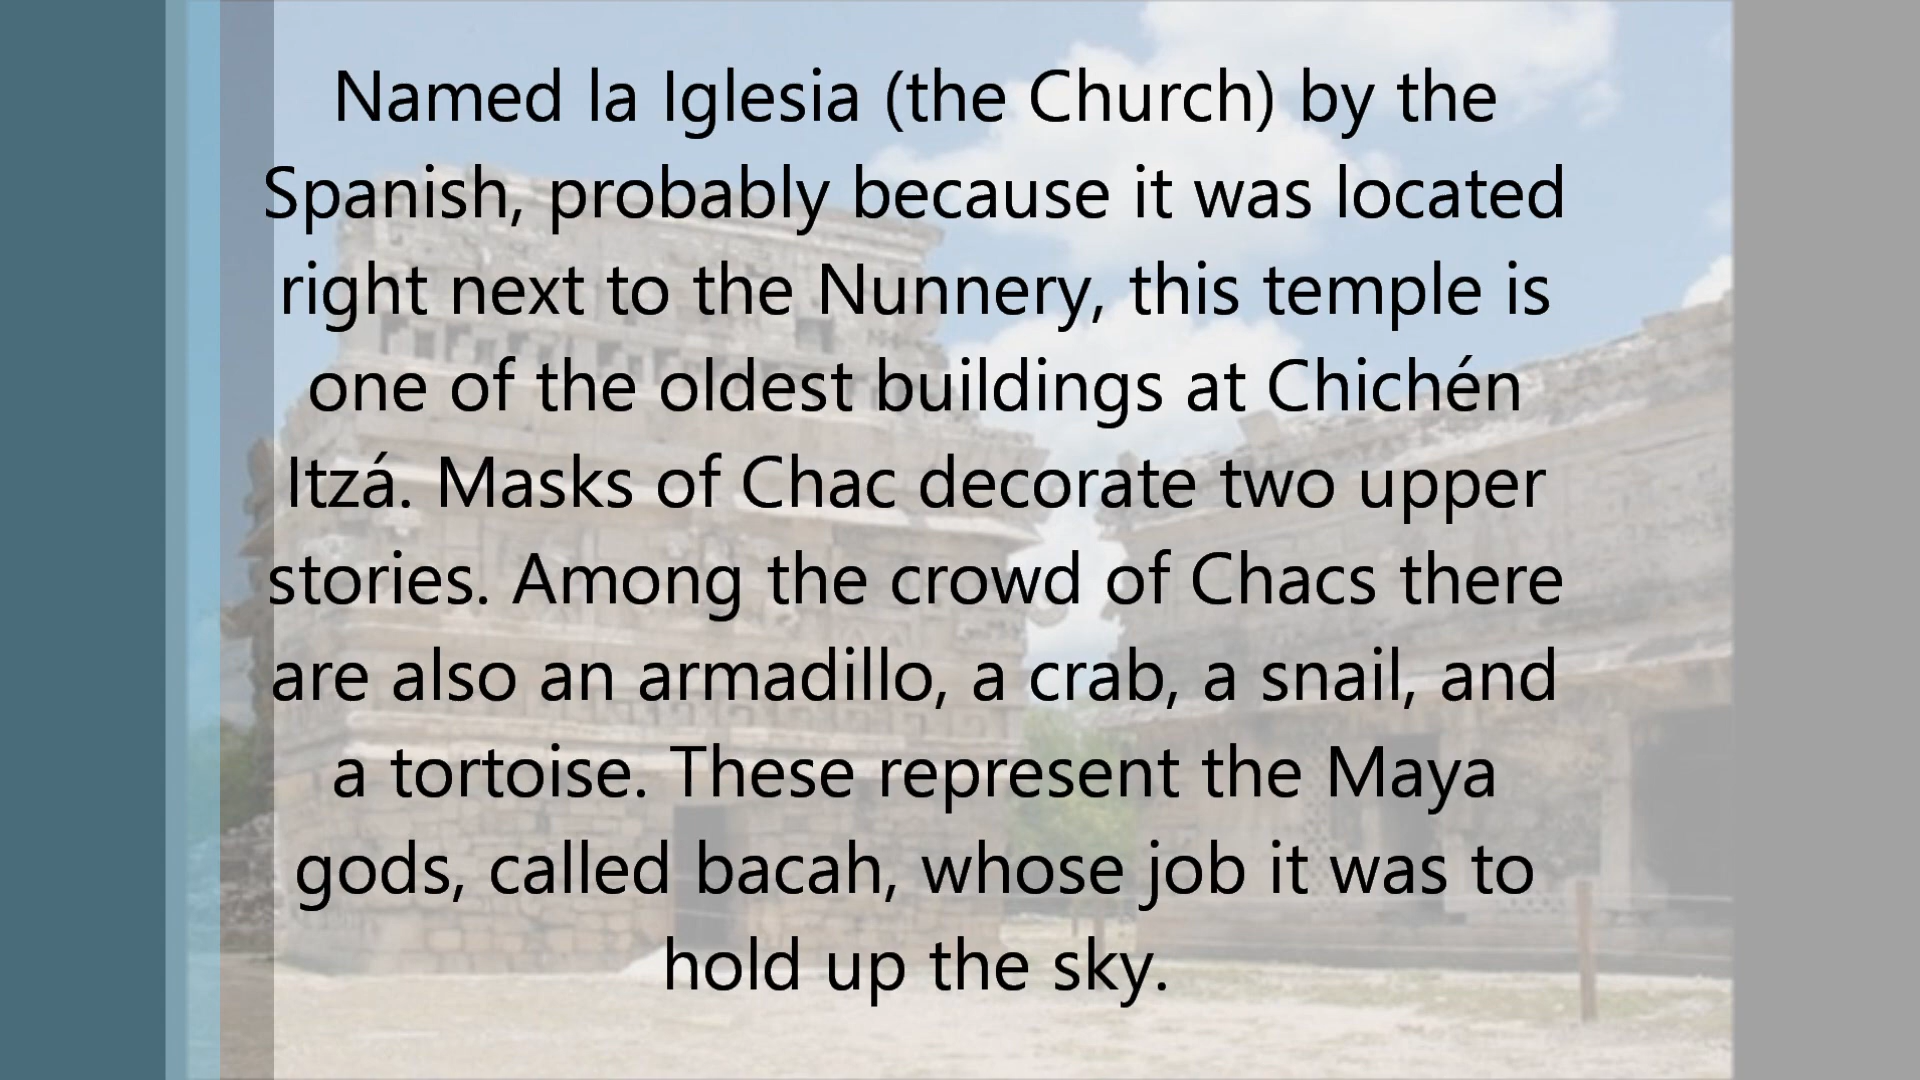 Named la Iglesia (the Church) by the
Spanish, probably because it was located
right next to the Nunnery, this temple is
one of the oldest buildings at Chichén
Itzá. Masks of Chac decorate two upper
stories. Among the crowd of Chacs there
are also an armadillo, a crab, a snail, and
a tortoise. These represent the Maya
gods, called bacah, whose job it was to
hold up the sky.